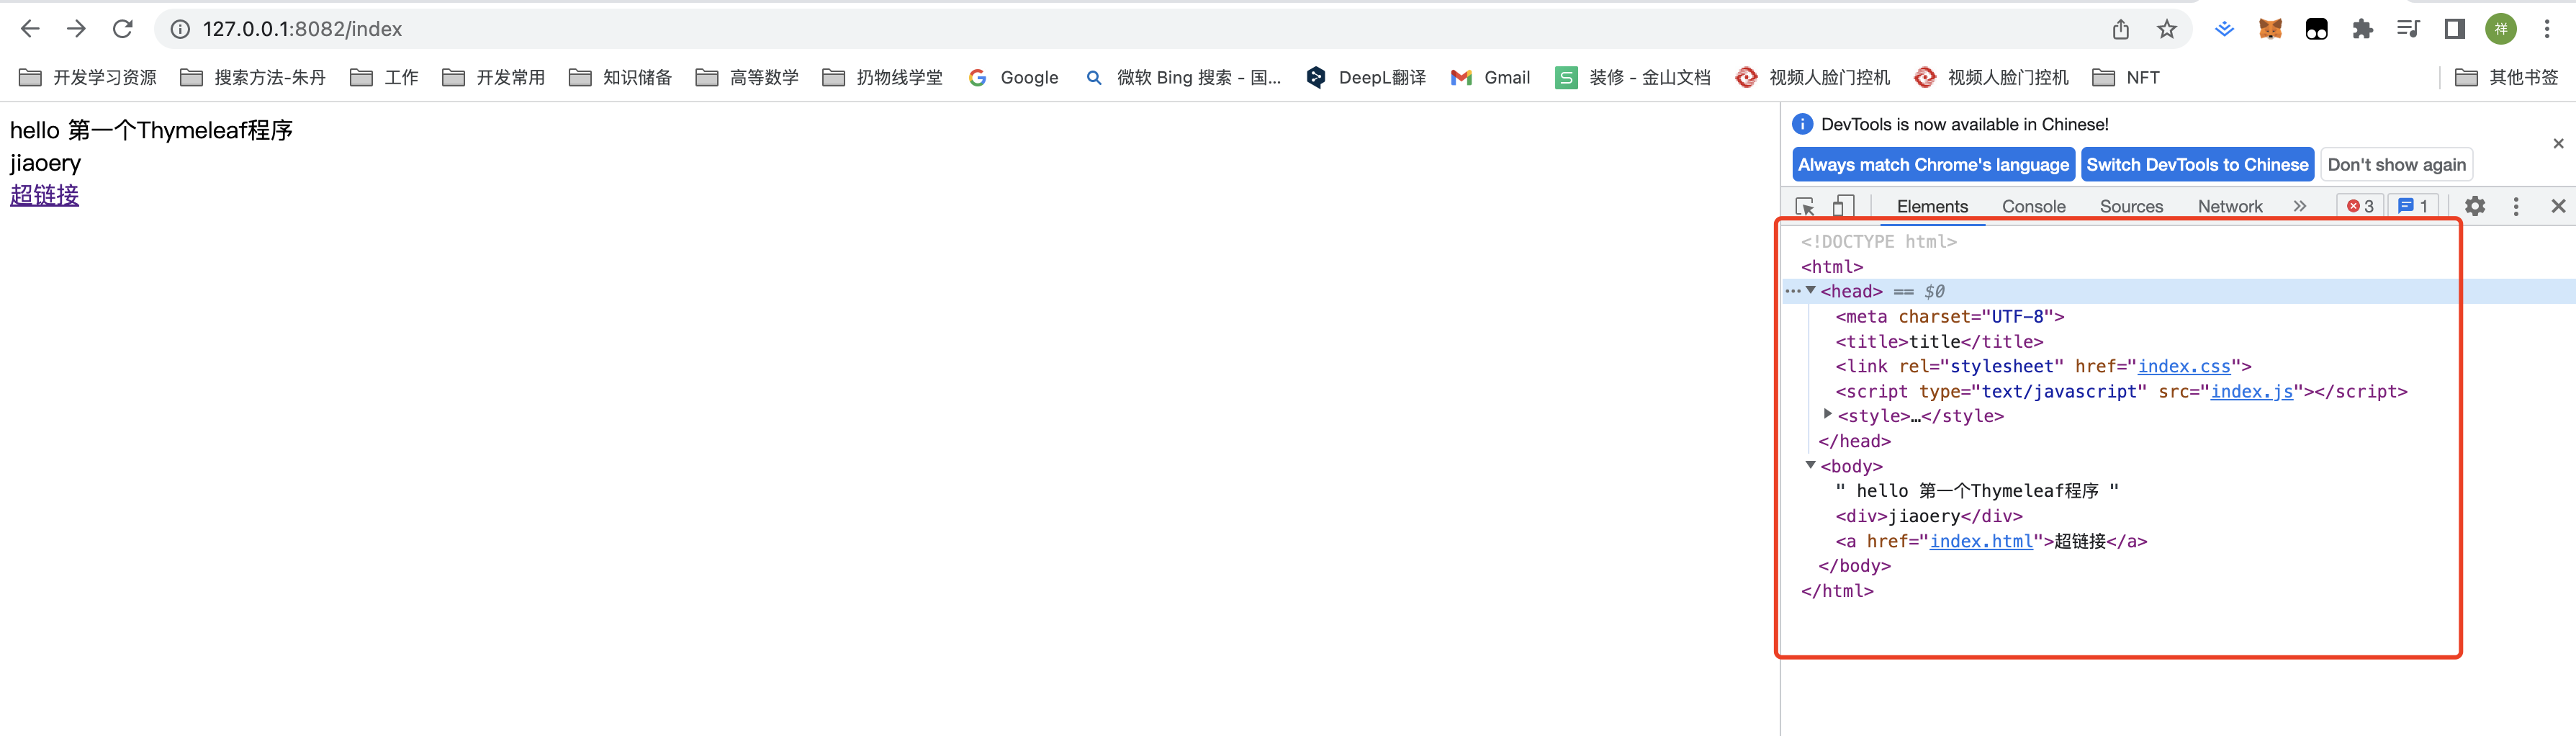 127.0.0.1:8082/index
祥
开发学习资源 搜索方法-朱丹 工作 开发常用 知识储备 高等数学 扔物线学堂 Google 微软 Bing 搜索 - 国... DeepL翻译 Gmail 装修 - 金山文档 视频人脸门控机 视频人脸门控机 NFT 其他书签
hello 第一个Thymeleaf程序
jiaoery
超链接
DevTools is now available in Chinese!
Always match Chrome's language Switch DevTools to Chinese Don't show again
Elements Console Sources Network » 3 1
<!DOCTYPE html>
<html>
<head> == $0
<meta charset="UTF-8">
<title>title</title>
<link rel="stylesheet" href="index.css">
<script type="text/javascript" src="index.js"></script>
<style>…</style>
</head>
<body>
" hello 第一个Thymeleaf程序 "
<div>jiaoery</div>
<a href="index.html">超链接</a>
</body>
</html>